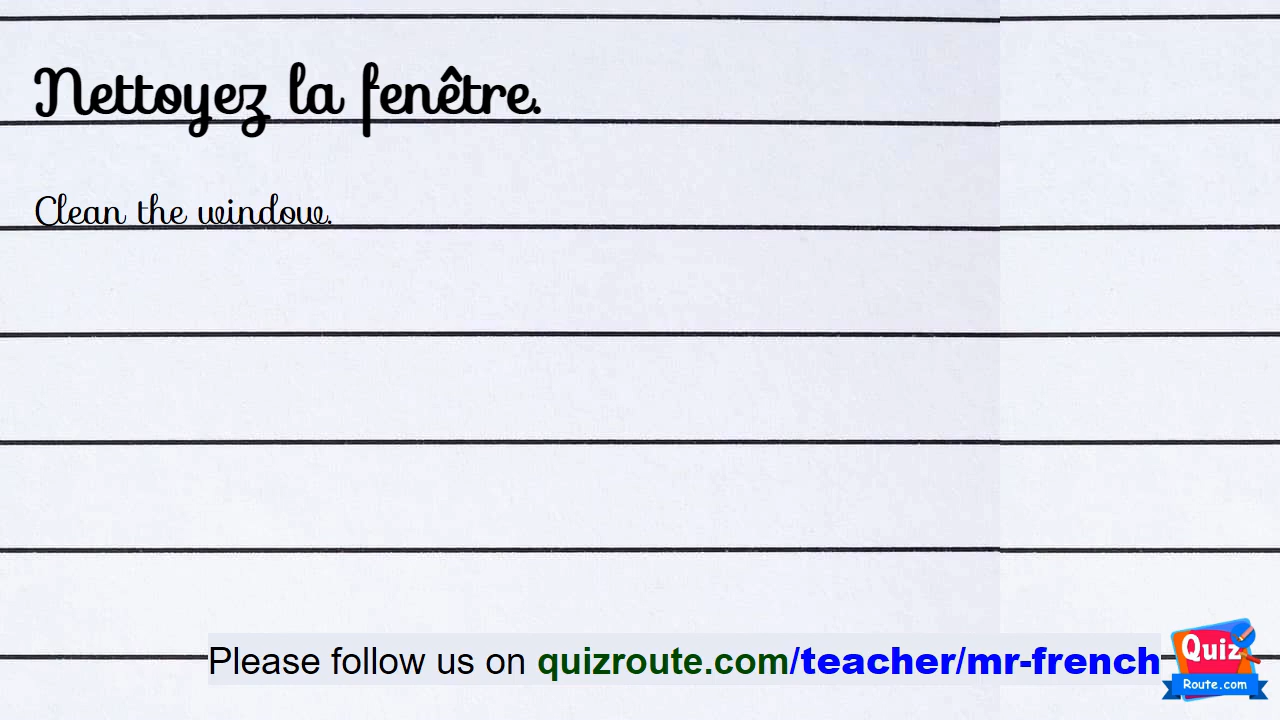 Nettoyez la fenêtre.
Clean the window.
Please follow us on quizroute.com/teacher/mr-french
Quiz
Route.com